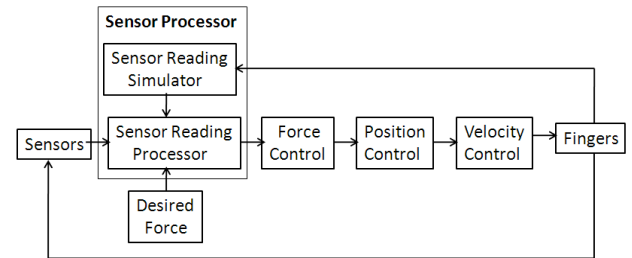 Sensor Processor
Sensor Reading
Simulator
Sensors
Sensor Reading
Processor
Force
Control
Position
Control
Velocity
Control
Fingers
Desired
Force